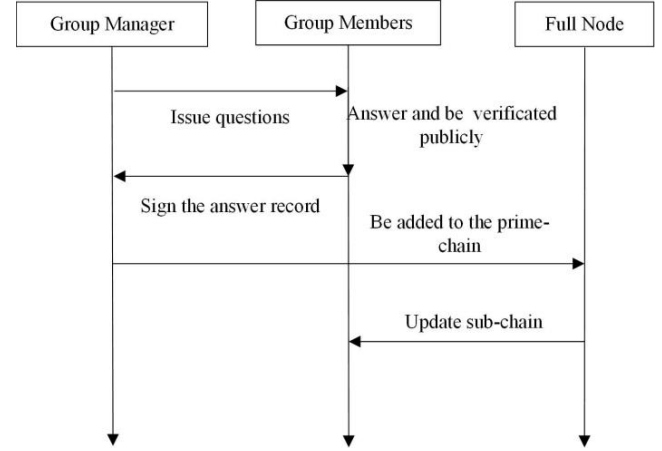 Group Manager
Group Members
Full Node
Issue questions
Answer and be verificated
publicly
Sign the answer record
Be added to the prime-
chain
Update sub-chain